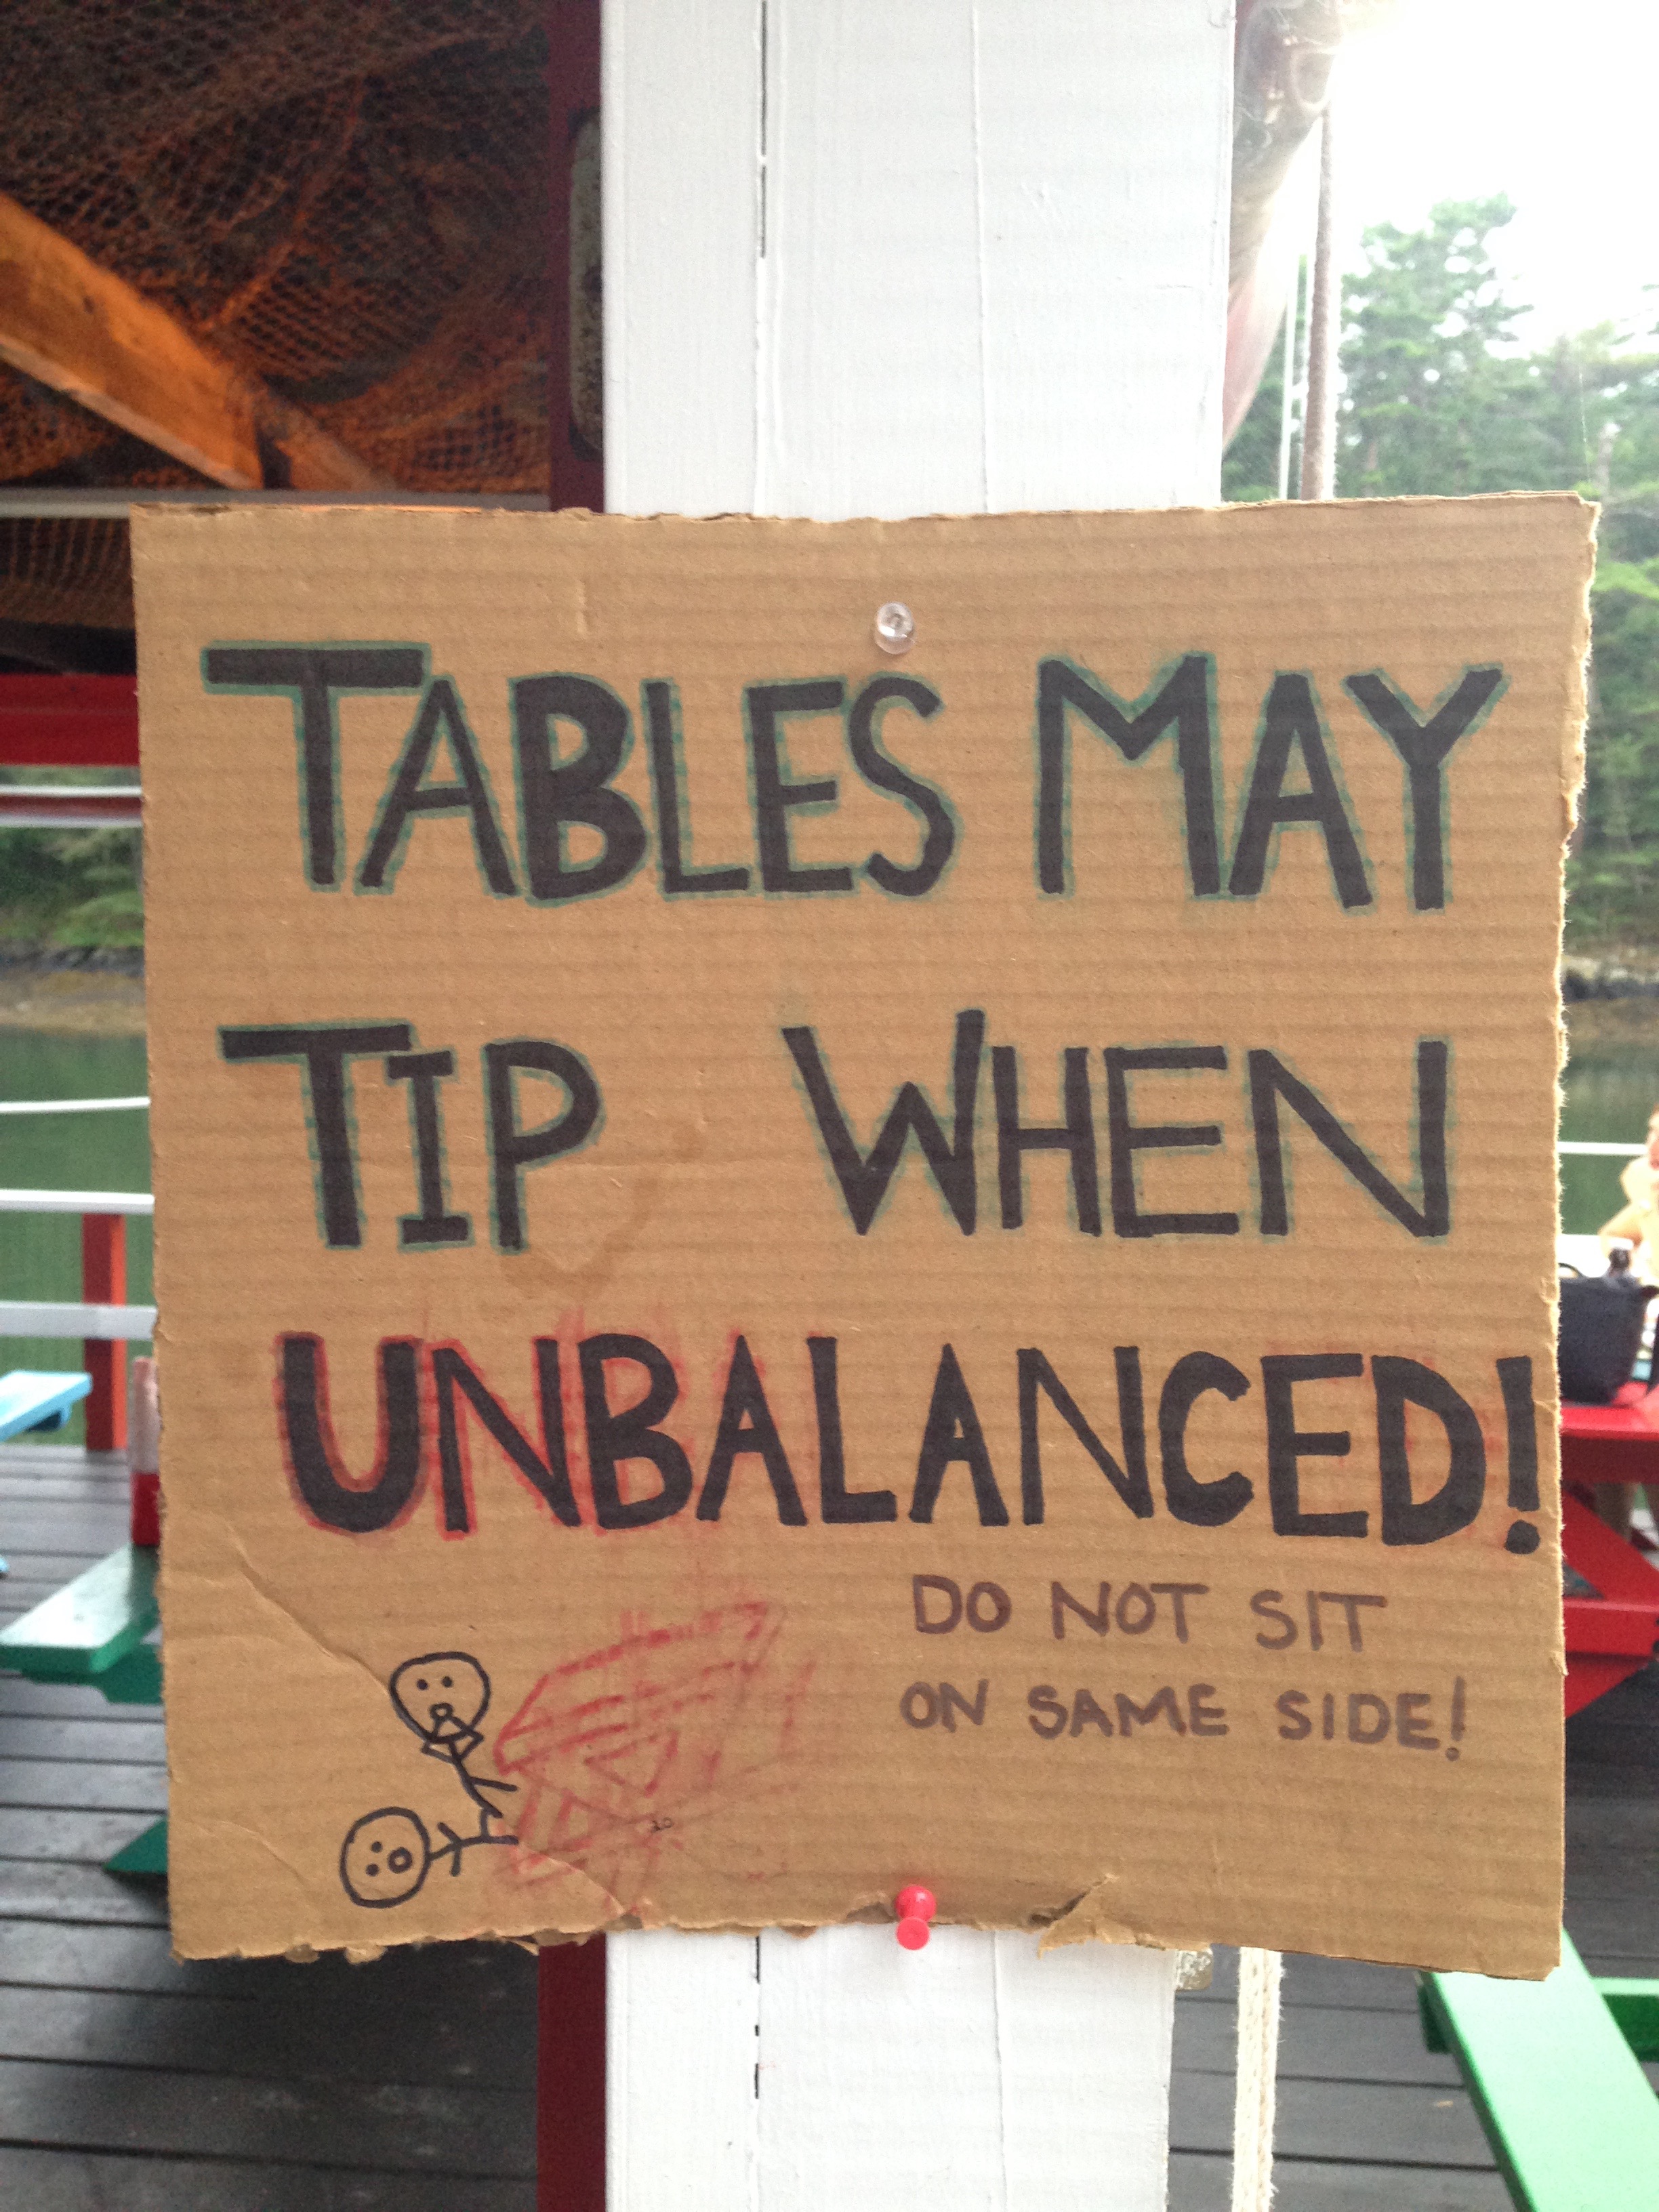 TABLES MAY
TIP WHEN
UNBALANCED!
DO NOT SIT
ON SAME SIDE!